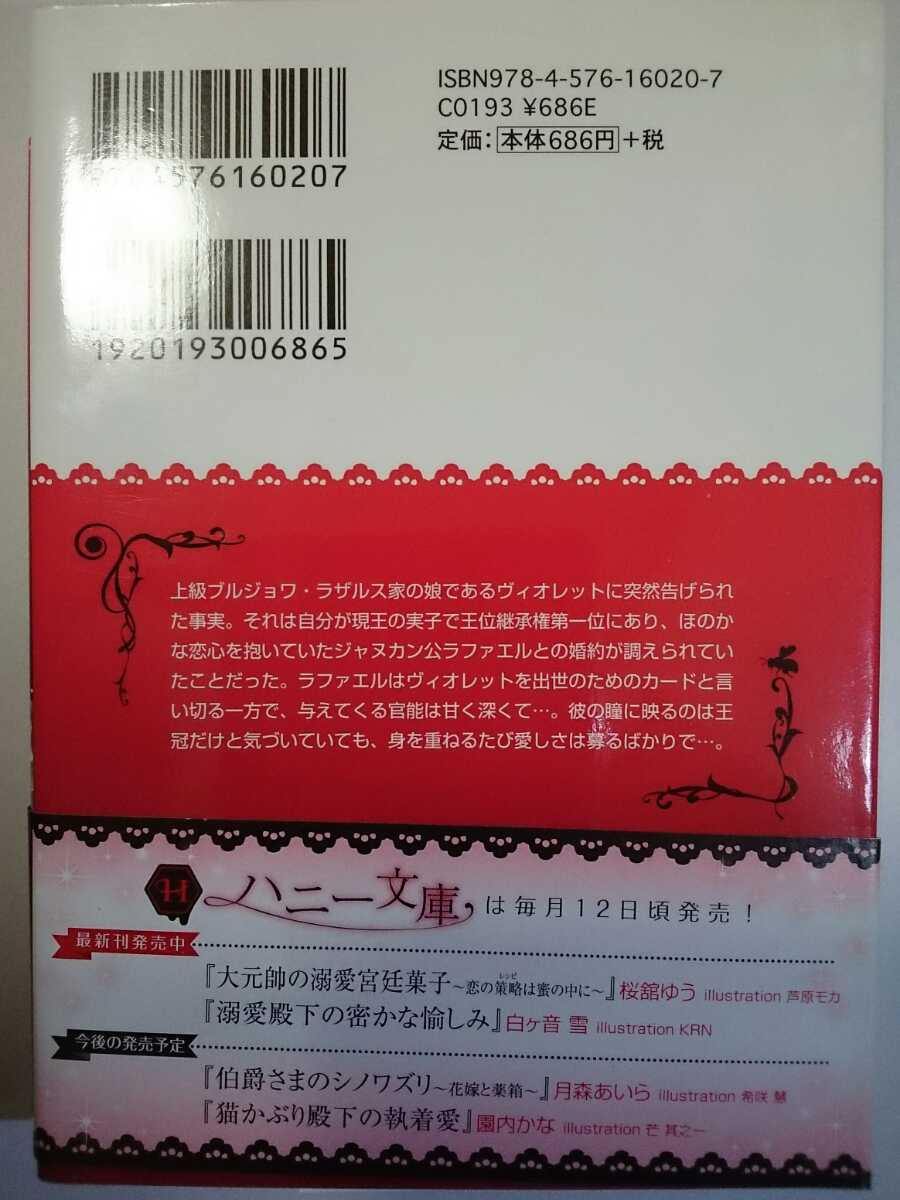 ISBN978-4-576-16020-7
C0193 ¥686E
定価：本体686円＋税
576160207
1920193006865
上級ブルジョワ・ラザルス家の娘であるヴィオレットに突然告げられ
た事実。それは自分が現王の実子で王位継承権第一位にあり、ほのか
な恋心を抱いていたジャヌカン公ラファエルとの婚約が調えられてい
たことだった。ラファエルはヴィオレットを出世のためのカードと言
い切る一方で、与えてくる官能は甘く深くて…。彼の瞳に映るのは王
冠だけと気づいていても、身を重ねるたび愛しさは募るばかりで…。
H ハニー文庫は毎月12日頃発売！
最新刊発売中
『大元帥の溺愛宮廷菓子〜恋の策略は蜜の中に〜』桜舘ゆう illustration 芦原モカ
レシピ
『溺愛殿下の密かな愉しみ』白ヶ音 雪 illustration KRN
今後の発売予定
『伯爵さまのシノワズリ〜花嫁と薬箱〜』月森あいら illustration 希咲 慧
『猫かぶり殿下の執着愛』園内かな illustration 芒 其之一